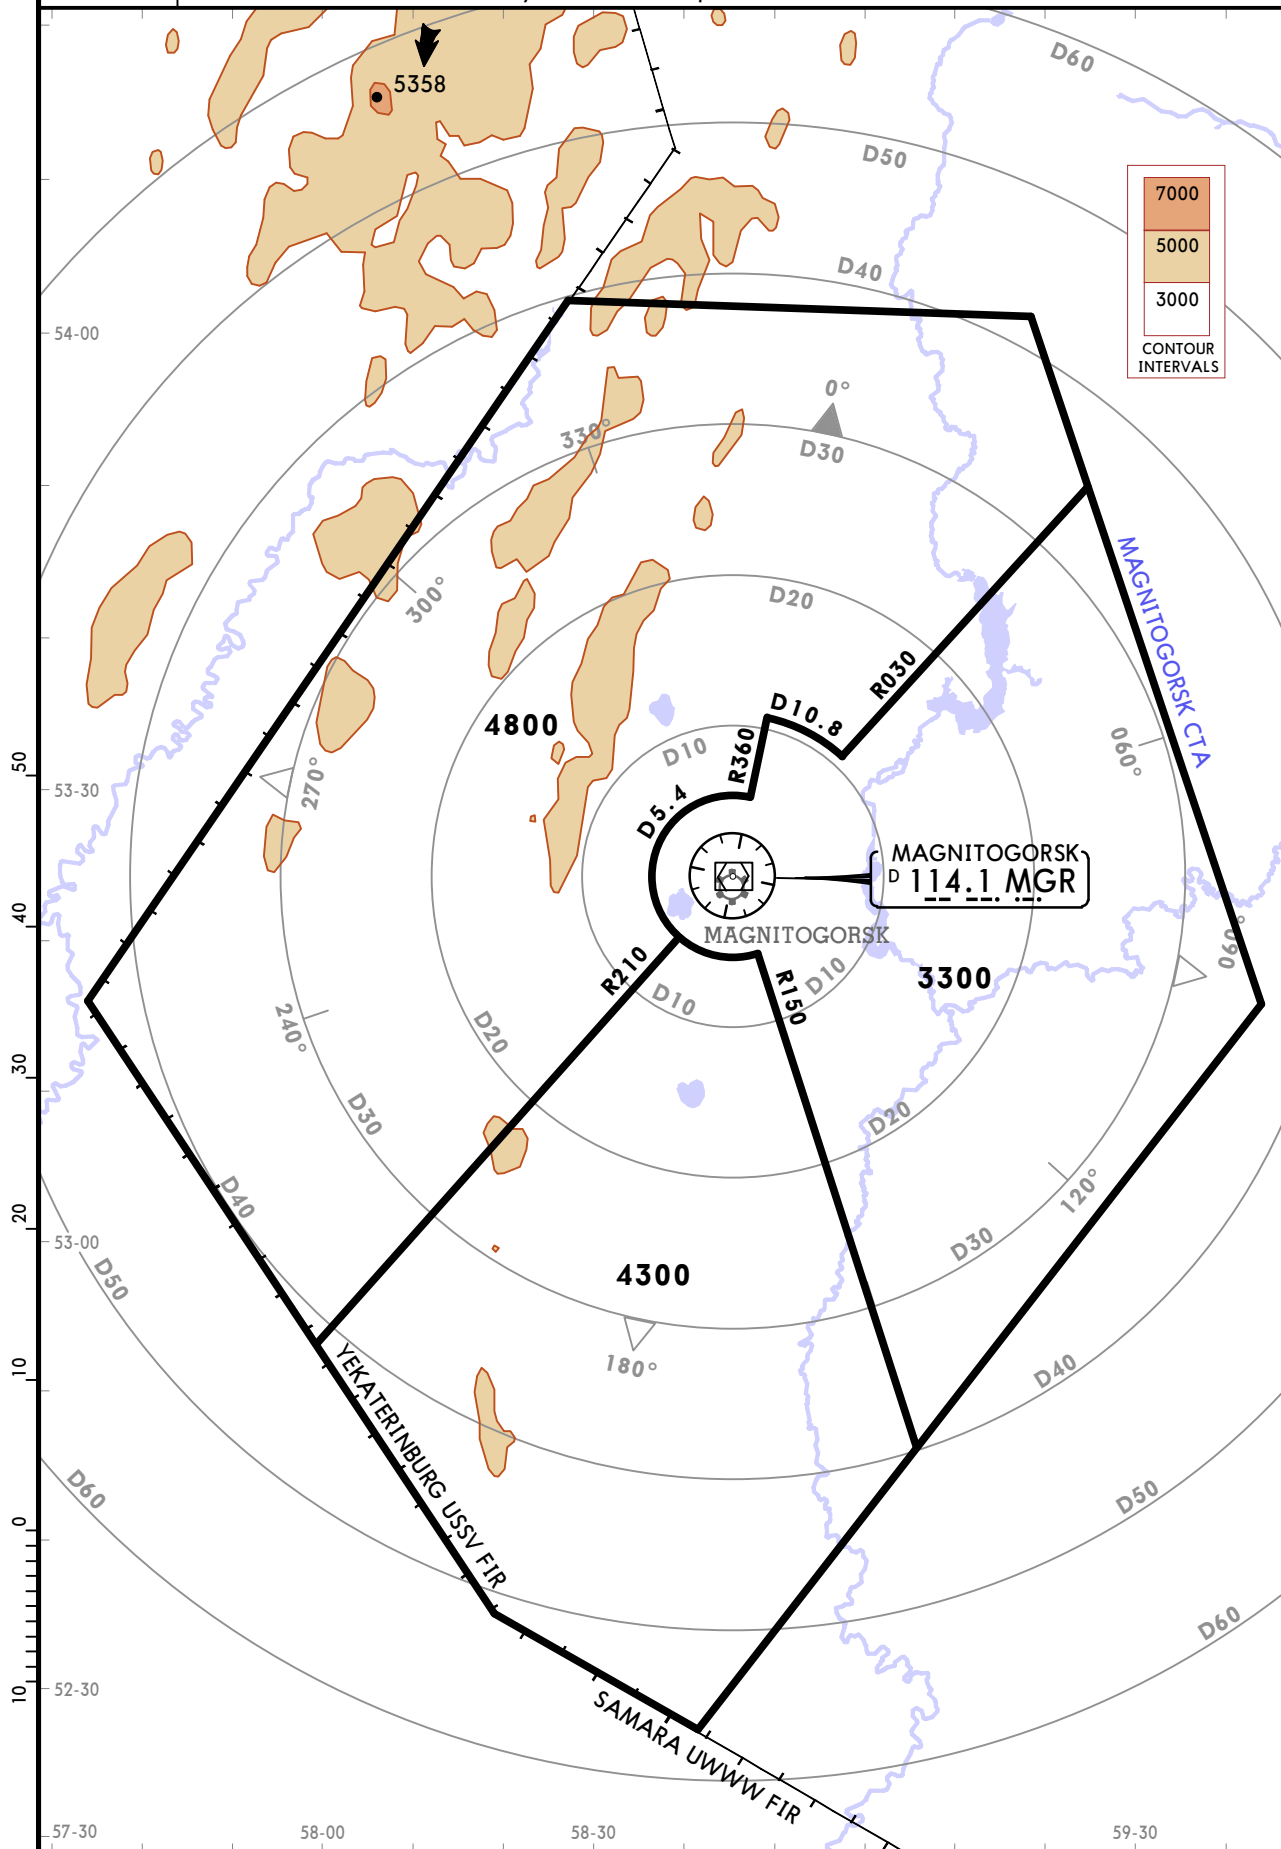 D60
5358
D50
7000
5000
3000
CONTOUR
INTERVALS
D40
54-00
0°
330°
D30
MAGNITOGORSK CTA
300°
D20
R030
4800
D10.8
D10
R360
060°
50
53-30
270°
D5.4
MAGNITOGORSK
D 114.1 MGR
40
MAGNITOGORSK
090°
R210
D10
D10
R150
3300
240°
D20
30
D30
D20
120°
D40
20
53-00
D30
D50
4300
180°
10
YEKATERINBURG USSV FIR
D40
D60
D50
0
D60
10
52-30
SAMARA UWWW FIR
57-30
58-00
58-30
59-30